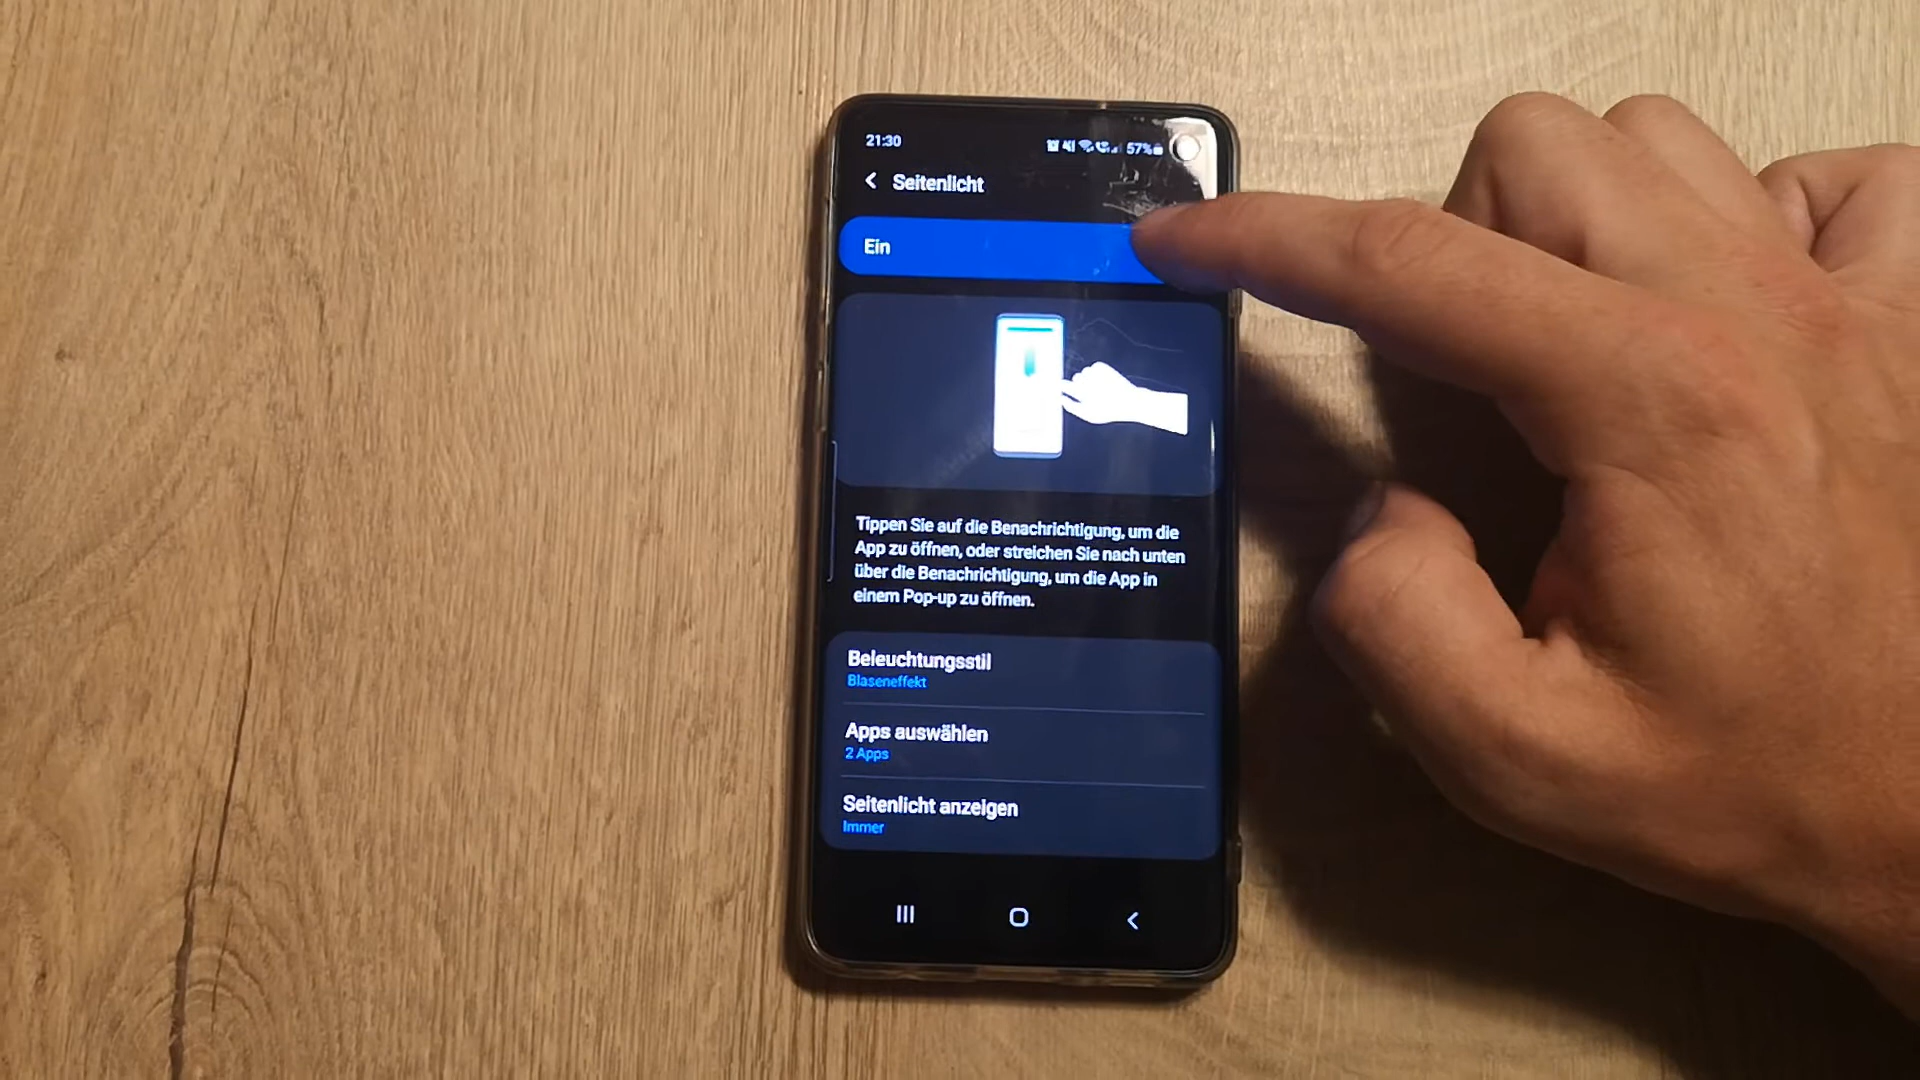 21:30
57%
Seitenlicht
Ein
Tippen Sie auf die Benachrichtigung, um die
App zu öffnen, oder streichen Sie nach unten
über die Benachrichtigung, um die App in
einem Pop-up zu öffnen.
Beleuchtungsstil
Blaseneffekt
Apps auswählen
2 Apps
Seitenlicht anzeigen
Immer